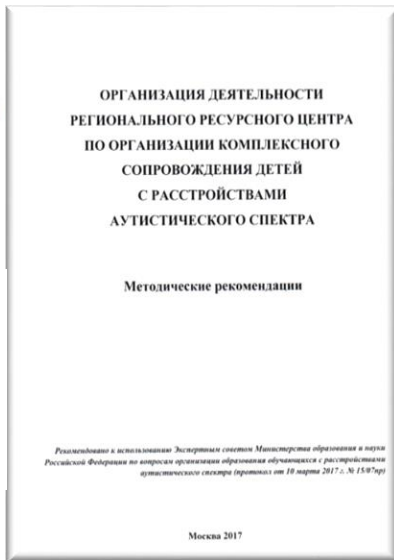 ОРГАНИЗАЦИЯ ДЕЯТЕЛЬНОСТИ
РЕГИОНАЛЬНОГО РЕСУРСНОГО ЦЕНТРА
ПО ОРГАНИЗАЦИИ КОМПЛЕКСНОГО
СОПРОВОЖДЕНИЯ ДЕТЕЙ
С РАССТРОЙСТВАМИ
АУТИСТИЧЕСКОГО СПЕКТРА
Методические рекомендации
Рекомендовано к использованию Экспертным советом Министерства образования и науки
Российской Федерации по вопросам организации образования обучающихся с расстройствами
аутистического спектра (протокол от 10 марта 2017 г. № 15/07пр)
Москва 2017